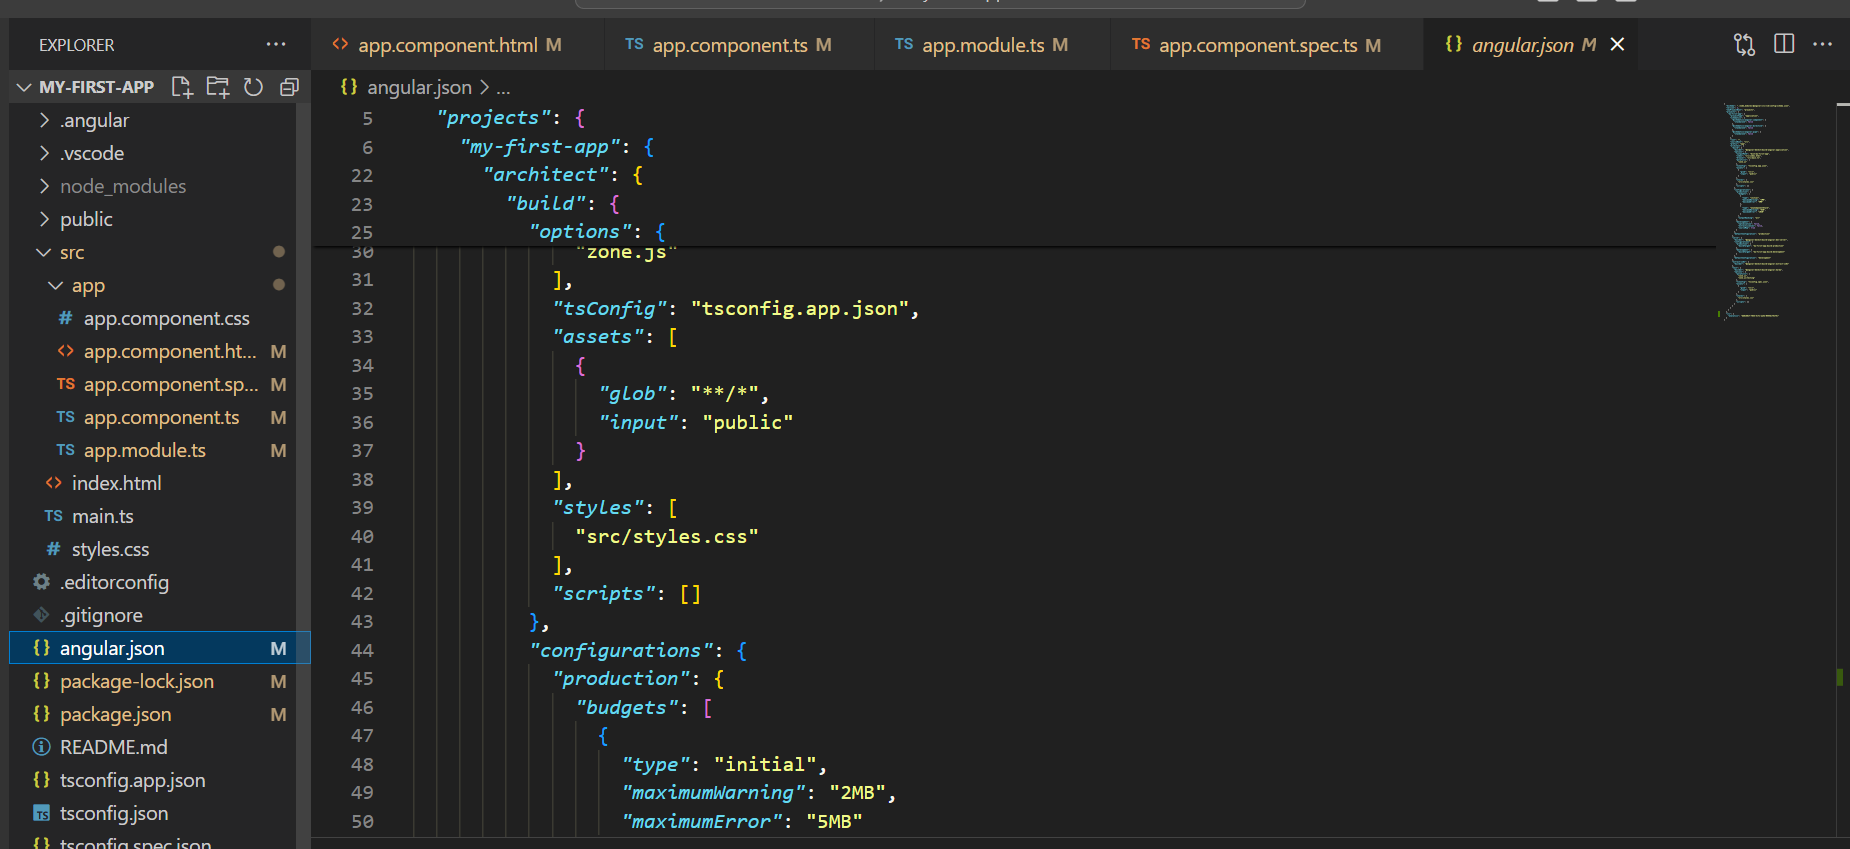 EXPLORER ...
MY-FIRST-APP
.angular
.vscode
node_modules
public
src
app
# app.component.css
<> app.component.ht... M
TS app.component.sp... M
TS app.component.ts M
TS app.module.ts M
<> index.html
TS main.ts
# styles.css
.editorconfig
.gitignore
{} angular.json M
{} package-lock.json M
{} package.json M
README.md
{} tsconfig.app.json
TS tsconfig.json
{} tsconfig.spec.json
<> app.component.html M
TS app.component.ts M
TS app.module.ts M
TS app.component.spec.ts M
{} angular.json M
{} angular.json > ...
5 "projects": {
6 "my-first-app": {
22 "architect": {
23 "build": {
25 "options": {
30 "zone.js"
31 ],
32 "tsConfig": "tsconfig.app.json",
33 "assets": [
34 {
35 "glob": "**/*",
36 "input": "public"
37 }
38 ],
39 "styles": [
40 "src/styles.css"
41 ],
42 "scripts": []
43 },
44 "configurations": {
45 "production": {
46 "budgets": [
47 {
48 "type": "initial",
49 "maximumWarning": "2MB",
50 "maximumError": "5MB"